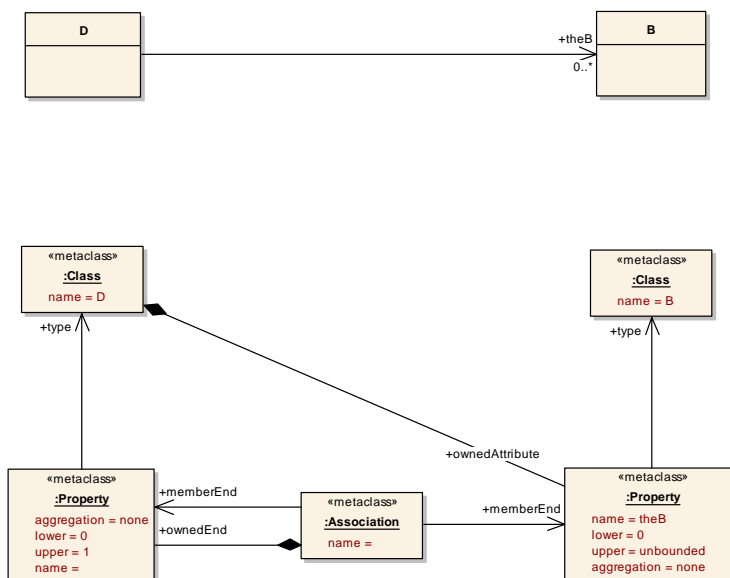 D
B
+theB
0..*
«metaclass»
:Class
name = D
«metaclass»
:Class
name = B
+type
+type
+ownedAttribute
«metaclass»
:Property
aggregation = none
lower = 0
upper = 1
name =
+memberEnd
+ownedEnd
«metaclass»
:Association
name =
+memberEnd
«metaclass»
:Property
name = theB
lower = 0
upper = unbounded
aggregation = none